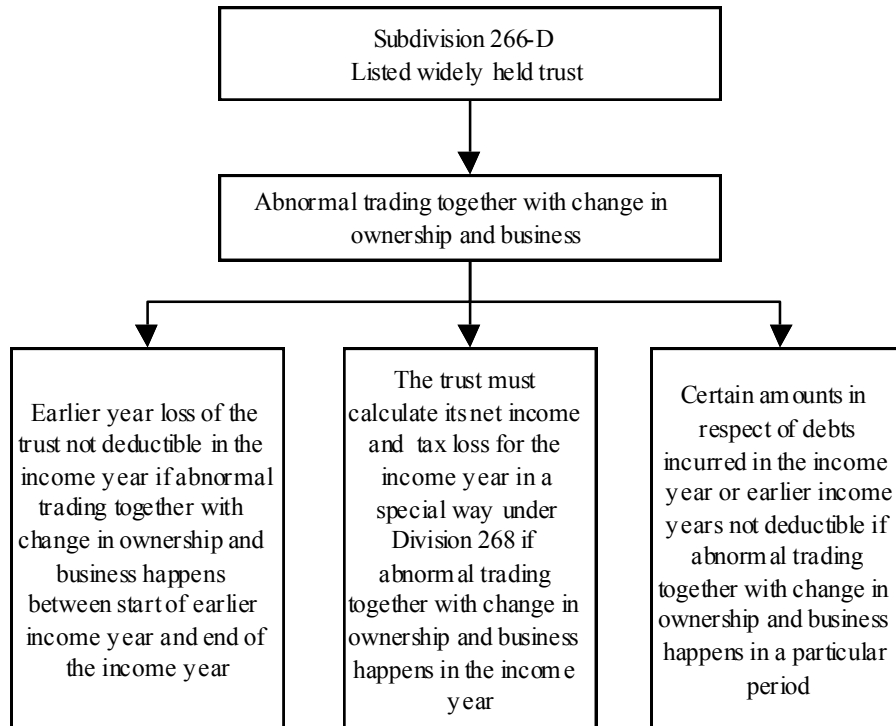 Subdivision 266-D
Listed widely held trust
Abnormal trading together with change in
ownership and business
Earlier year loss of the
trust not deductible in the
income year if abnormal
trading together with
change in ownership and
business happens
between start of earlier
income year and end of
the income year
The trust must
calculate its net income
and tax loss for the
income year in a
special way under
Division 268 if
abnormal trading
together with change in
ownership and business
happens in the income
year
Certain amounts in
respect of debts
incurred in the income
year or earlier income
years not deductible if
abnormal trading
together with change in
ownership and business
happens in a particular
period